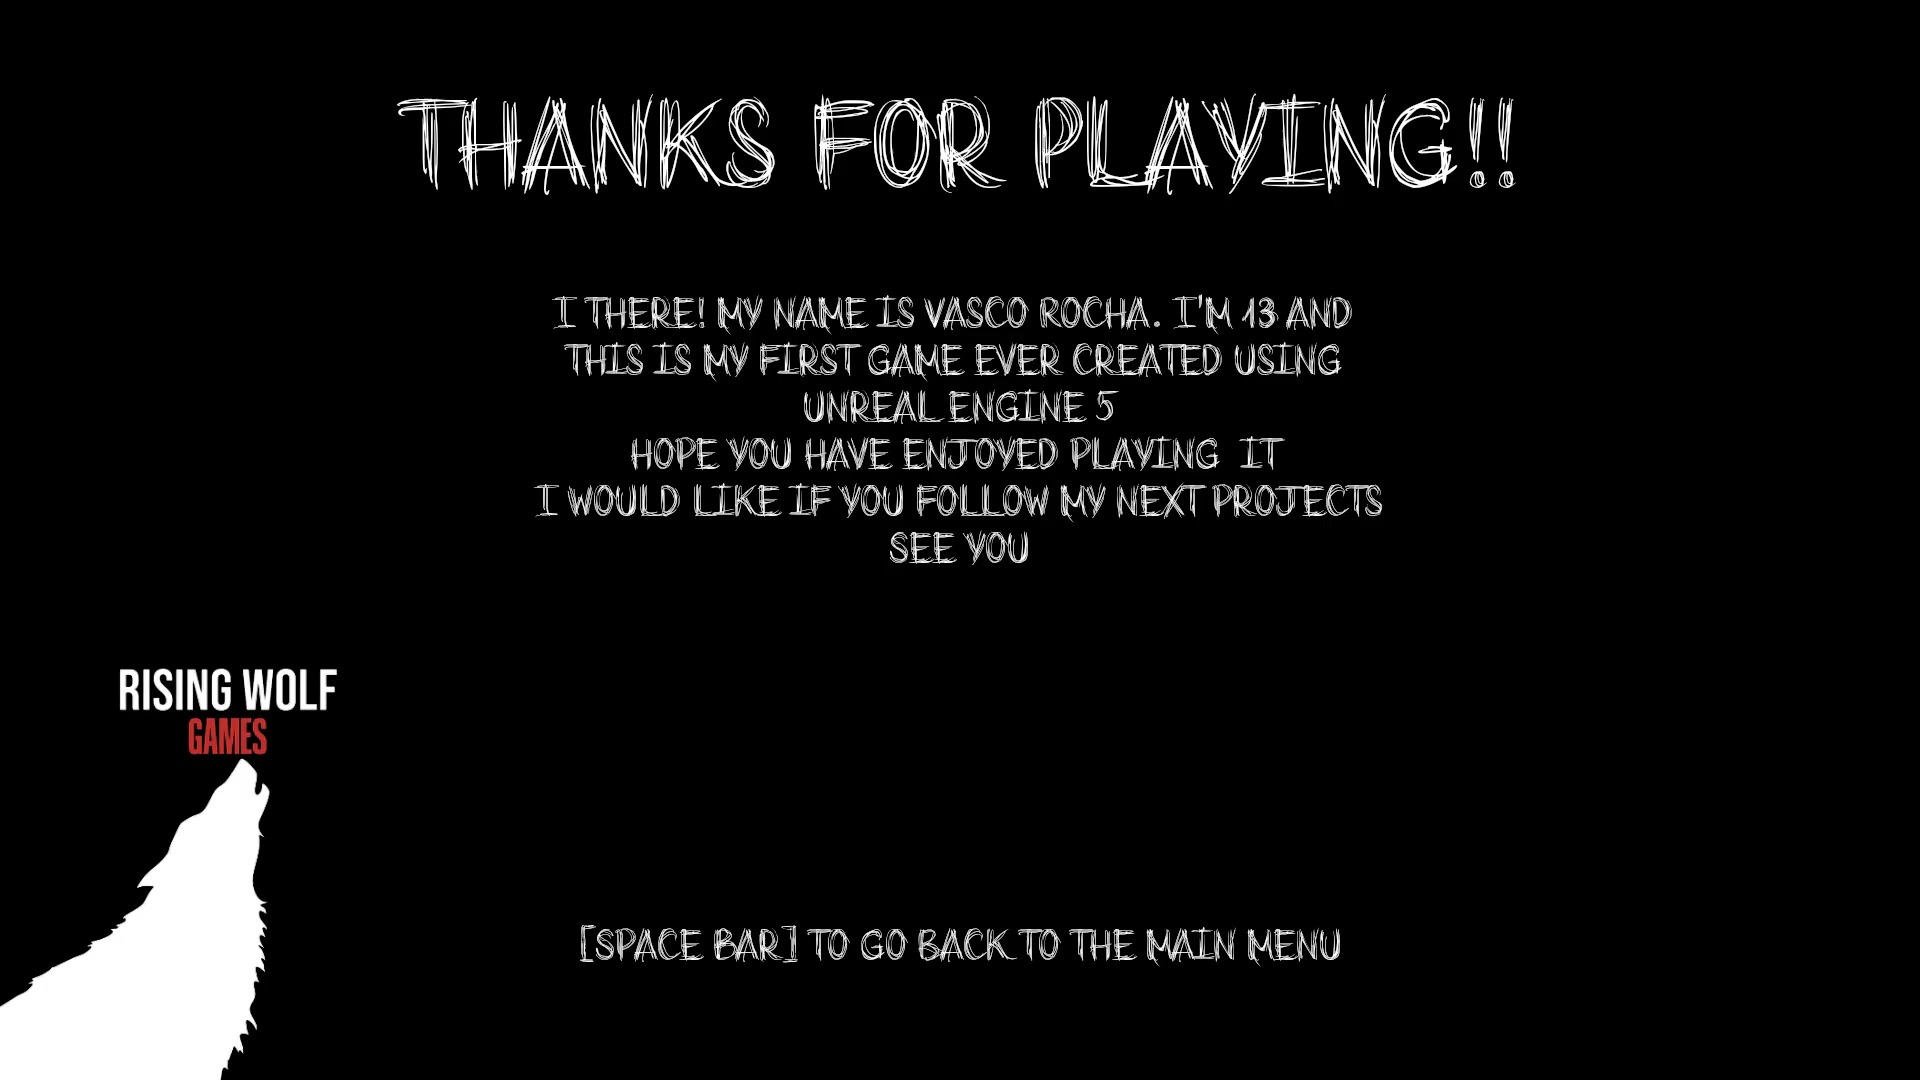 THANKS FOR PLAYING!!
I THERE! MY NAME IS VASCO ROCHA. I'M 13 AND
THIS IS MY FIRST GAME EVER CREATED USING
UNREAL ENGINE 5
HOPE YOU HAVE ENJOYED PLAYING  IT
I WOULD LIKE IF YOU FOLLOW MY NEXT PROJECTS
SEE YOU
RISING WOLF
GAMES
[SPACE BAR] TO GO BACK TO THE MAIN MENU